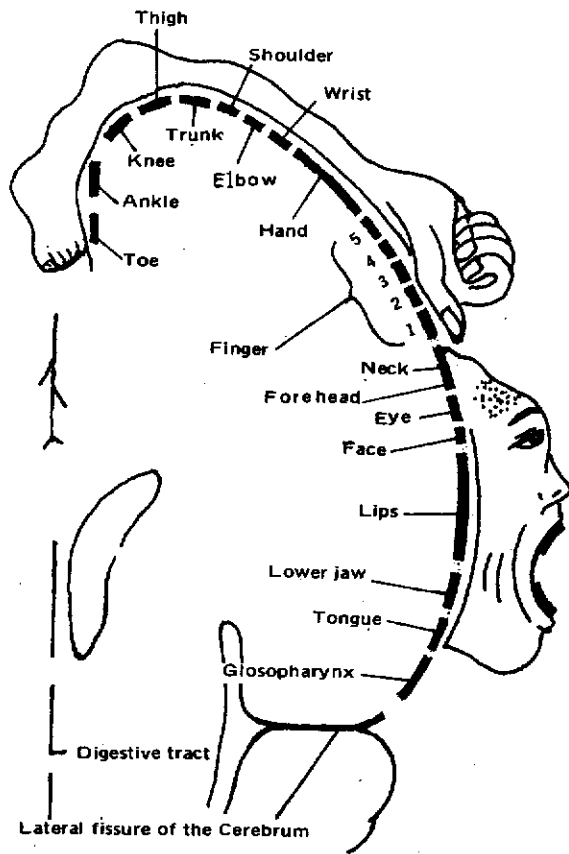 Thigh
Shoulder
Wrist
Trunk
Knee
Elbow
Ankle
Hand
Toe
5
4
3
2
1
Finger
Neck
Forehead
Eye
Face
Lips
Lower jaw
Tongue
Glosopharynx
Digestive tract
Lateral fissure of the Cerebrum